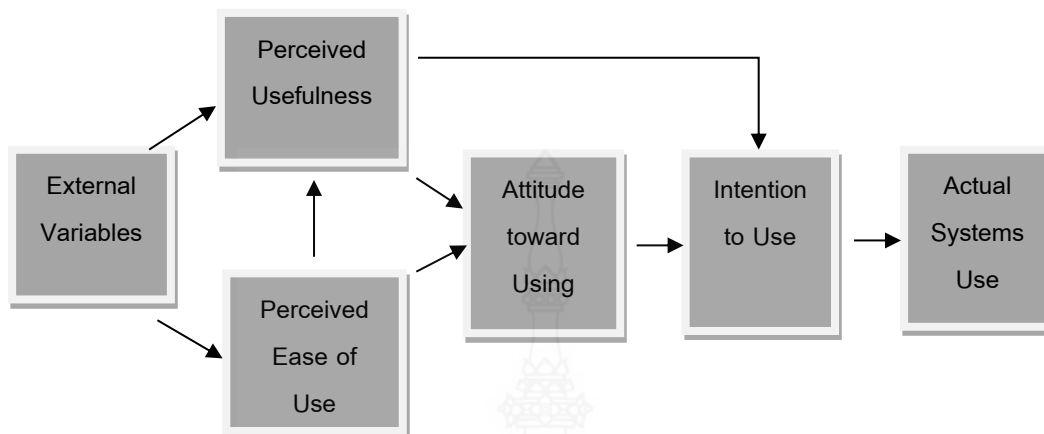 Perceived
Usefulness
External
Variables
Perceived
Ease of
Use
Attitude
toward
Using
Intention
to Use
Actual
Systems
Use